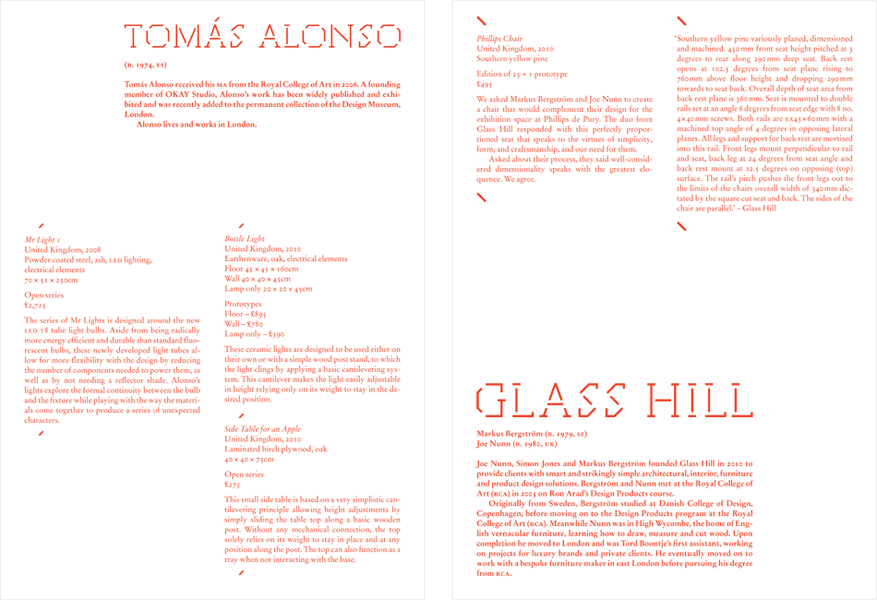 TOMÁS ALONSO
(B. 1974, ES)
Tomás Alonso received his MA from the Royal College of Art in 2006. A founding
member of OKAY Studio, Alonso's work has been widely published and exhi-
bited and was recently added to the permanent collection of the Design Museum,
London.
Alonso lives and works in London.
Mr Light 1
United Kingdom, 2008
Powder coated steel, ash, LED lighting,
electrical elements
70 × 51 × 250cm
Open series
£2,725
The series of Mr Lights is designed around the new
LED T8 tube light bulbs. Aside from being radically
more energy efficient and durable than standard fluo-
rescent bulbs, these newly developed light tubes al-
low for more flexibility with the design by reducing
the number of components needed to power them, as
well as by not needing a reflector shade. Alonso's
lights explore the formal continuity between the bulb
and the fixture while playing with the way the materi-
als come together to produce a series of unexpected
characters.
Bottle Light
United Kingdom, 2010
Earthenware, oak, electrical elements
Floor 45 × 45 × 160cm
Wall 40 × 40 × 45cm
Lamp only 20 × 20 × 45cm
Prototypes
Floor – £895
Wall – £780
Lamp only – £590
These ceramic lights are designed to be used either on
their own or with a simple wood post stand, to which
the light clings by applying a basic cantilevering sys-
tem. This cantilever makes the light easily adjustable
in height relying only on its weight to stay in the de-
sired position.
Side Table for an Apple
United Kingdom, 2010
Laminated birch plywood, oak
40 × 40 × 75cm
Open series
£275
This small side table is based on a very simplistic can-
tilevering principle allowing height adjustments by
simply sliding the table top along a basic wooden
post. Without any mechanical connection, the top
solely relies on its weight to stay in place and at any
position along the post. The top can also function as a
tray when not interacting with the base.
Phillips Chair
United Kingdom, 2010
Southern yellow pine
Edition of 25 + 1 prototype
£495
We asked Markus Bergström and Joe Nunn to create
a chair that would complement their design for the
exhibition space at Phillips de Pury. The duo from
Glass Hill responded with this perfectly propor-
tioned seat that speaks to the virtues of simplicity,
form, and craftsmanship, and our need for them.
Asked about their process, they said well-consid-
ered dimensionality speaks with the greatest elo-
quence. We agree.
'Southern yellow pine variously planed, dimensioned
and machined. 450mm front seat height pitched at 3
degrees to rear along 290mm deep seat. Back rest
opens at 102.5 degrees from seat plane rising to
760mm above floor height and dropping 290mm
towards to seat back. Overall depth of seat area from
back rest plane is 360mm. Seat is mounted to double
rails set at an angle 6 degrees from seat edge with 8 no.
4×40mm screws. Both rails are 8×45×60mm with a
machined top angle of 4 degrees in opposing lateral
planes. All legs and support for back rest are mortised
into this rail. Front legs mount perpendicular to rail
and seat, back leg at 24 degrees from seat angle and
back rest mount at 12.5 degrees on opposing (top)
surface. The rail's pitch pushes the front legs out to
the limits of the chairs overall width of 340mm dic-
tated by the square cut seat and back. The sides of the
chair are parallel.' – Glass Hill
GLASS HILL
Markus Bergström (B. 1979, SE)
Joe Nunn (B. 1980, UK)
Joe Nunn, Simon Jones and Markus Bergström founded Glass Hill in 2010 to
provide clients with smart and strikingly simple architectural, interior, furniture
and product design solutions. Bergström and Nunn met at the Royal College of
Art (RCA) in 2005 on Ron Arad's Design Products course.
Originally from Sweden, Bergström studied at Danish College of Design,
Copenhagen, before moving on to the Design Products program at the Royal
College of Art (RCA). Meanwhile Nunn was in High Wycombe, the home of Eng-
lish vernacular furniture, learning how to draw, measure and cut wood. Upon
completion he moved to London and was Tord Boontje's first assistant, working
on projects for luxury brands and private clients. He eventually moved on to
work with a bespoke furniture maker in east London before pursuing his degree
from RCA.